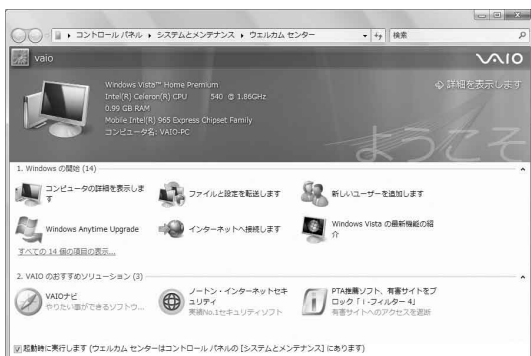 コントロール パネル ▸ システムとメンテナンス ▸ ウェルカム センター
検索
vaio
VAIO
Windows Vista™ Home Premium
Intel(R) Celeron(R) CPU 540 @ 1.86GHz
0.99 GB RAM
Mobile Intel(R) 965 Express Chipset Family
コンピュータ名: VAIO-PC
詳細を表示します
ようこそ
1. Windows の開始 (14)
コンピュータの詳細を表示しま
す
ファイルと設定を転送します
新しいユーザーを追加します
Windows Anytime Upgrade
インターネットへ接続します
Windows Vista の最新機能の紹
介
すべての 14 個の項目の表示...
2. VAIO のおすすめソリューション (3)
VAIOナビ
やりたい事ができるソフトウ...
ノートン・インターネットセキ
ュリティ
実績No.1セキュリティソフト
PTA推薦ソフト、有害サイトをブ
ロック「i -フィルター 4」
有害サイトへのアクセスを遮断
起動時に実行します (ウェルカム センターはコントロール パネルの [システムとメンテナンス] にあります)